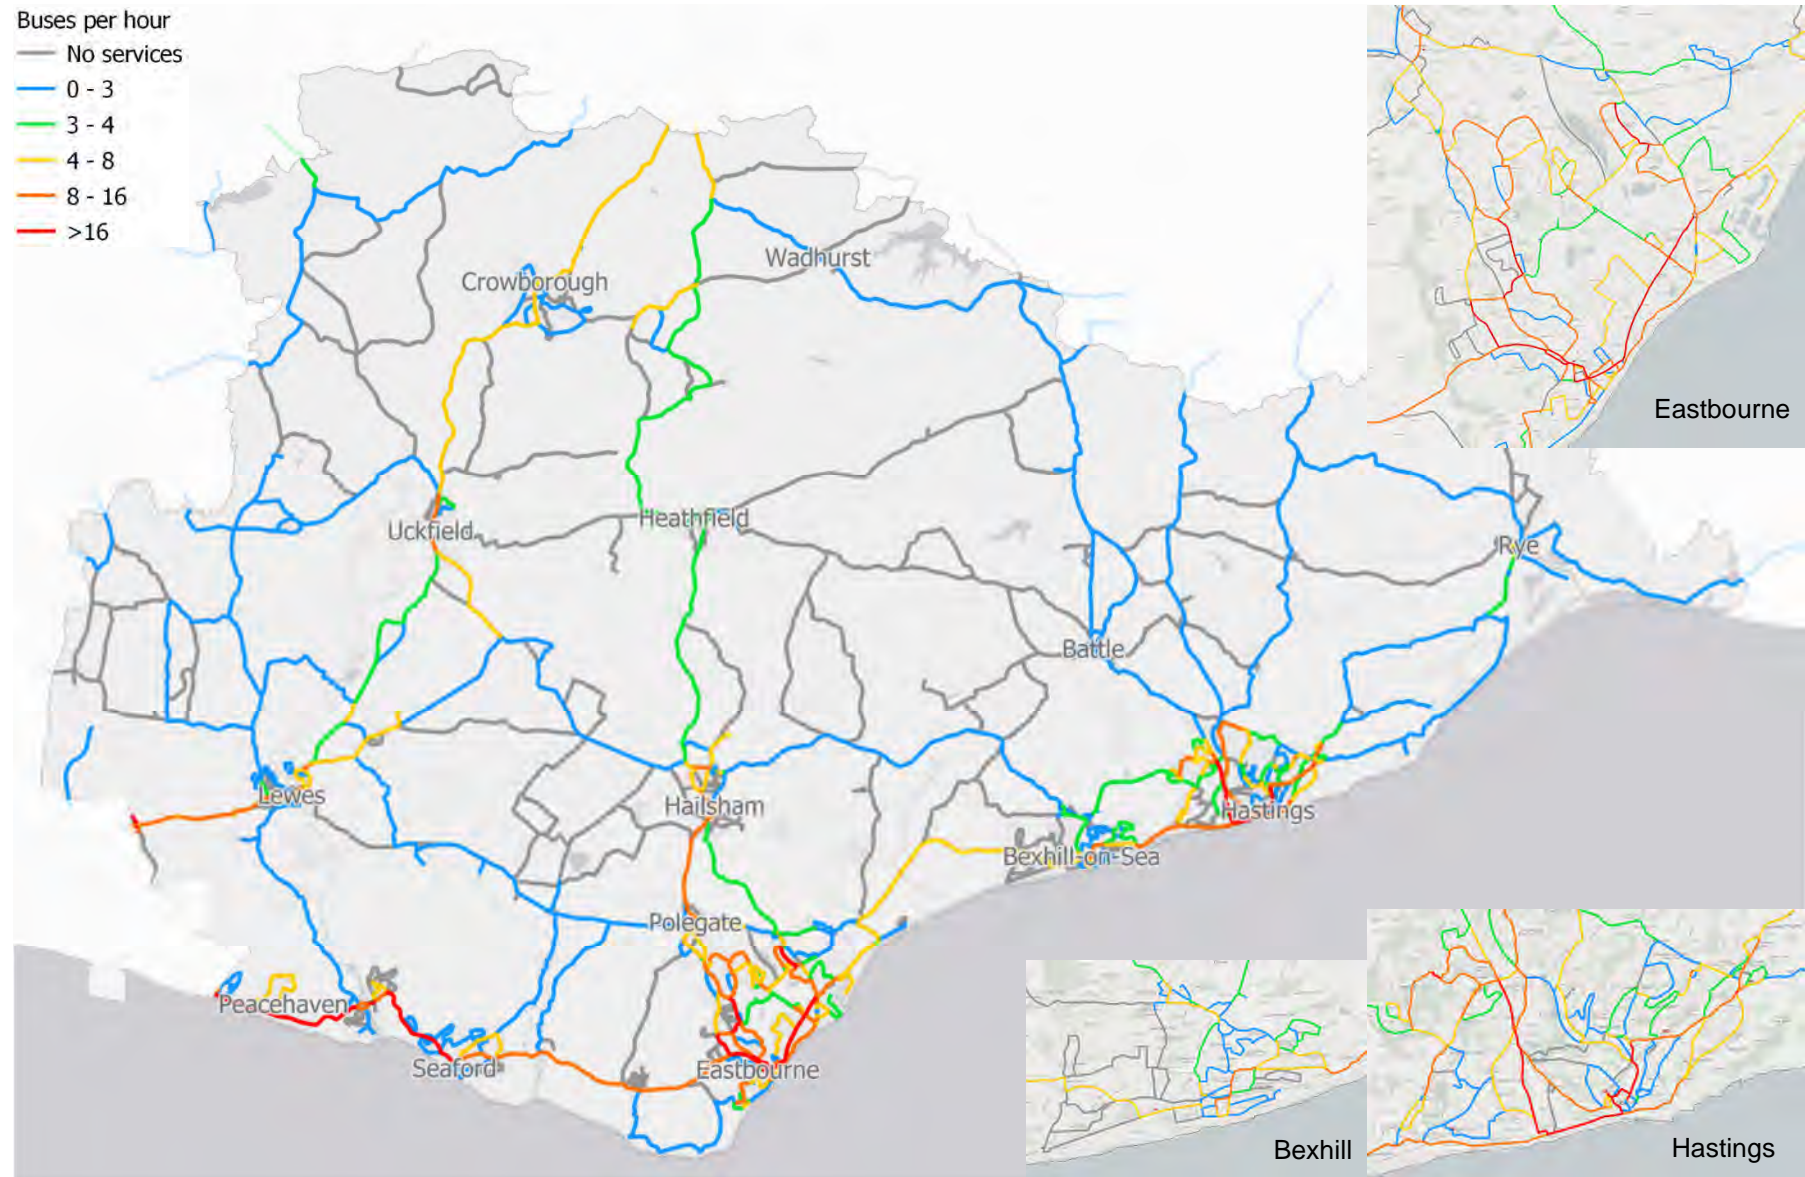 Buses per hour
No services
0 - 3
3 - 4
4 - 8
8 - 16
>16
Wadhurst
Crowborough
Eastbourne
Uckfield
Heathfield
Rye
Battle
Lewes
Hailsham
Hastings
Bexhill-on-Sea
Polegate
Peacehaven
Seaford
Eastbourne
Bexhill
Hastings